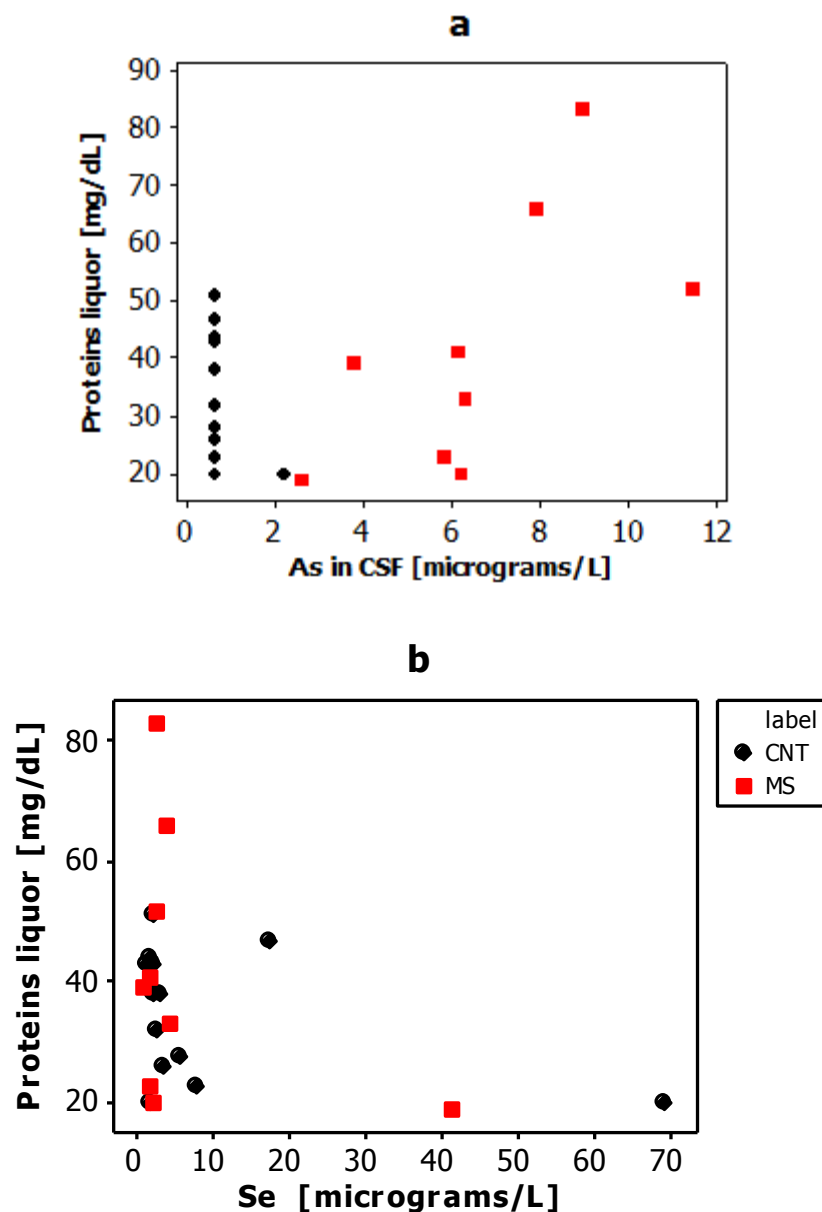 a
Proteins liquor [mg/dL]
90
80
70
60
50
40
30
20
0 2 4 6 8 10 12
As in CSF [micrograms/L]
b
Proteins liquor [mg/dL]
80
60
40
20
0 10 20 30 40 50 60 70
Se [micrograms/L]
label
CNT
MS